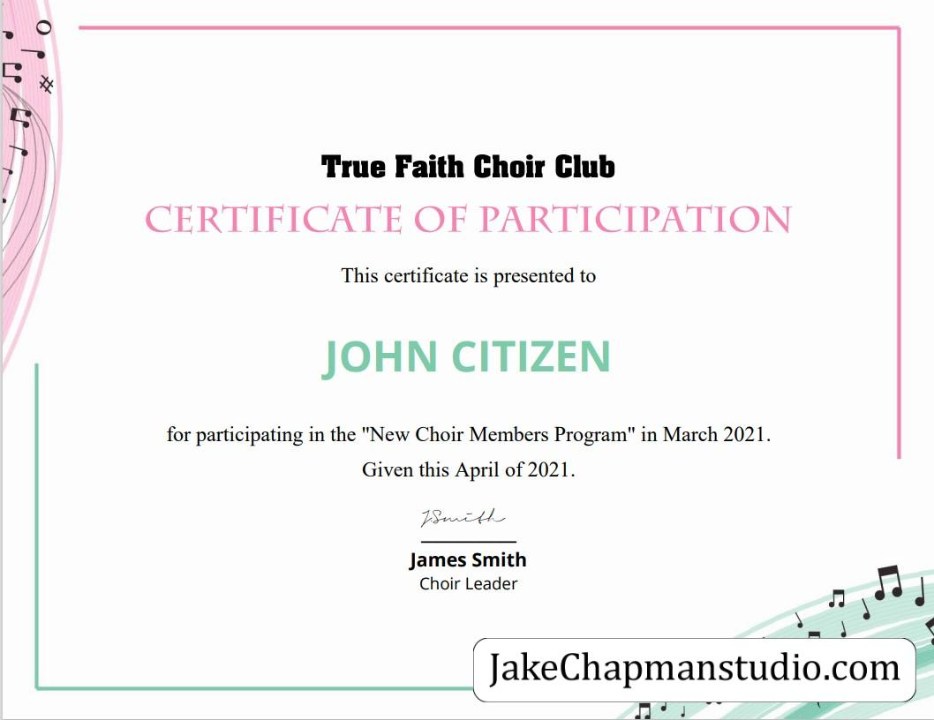 True Faith Choir Club
CERTIFICATE OF PARTICIPATION
This certificate is presented to
JOHN CITIZEN
for participating in the "New Choir Members Program" in March 2021.
Given this April of 2021.
JSmith
James Smith
Choir Leader
JakeChapmanstudio.com